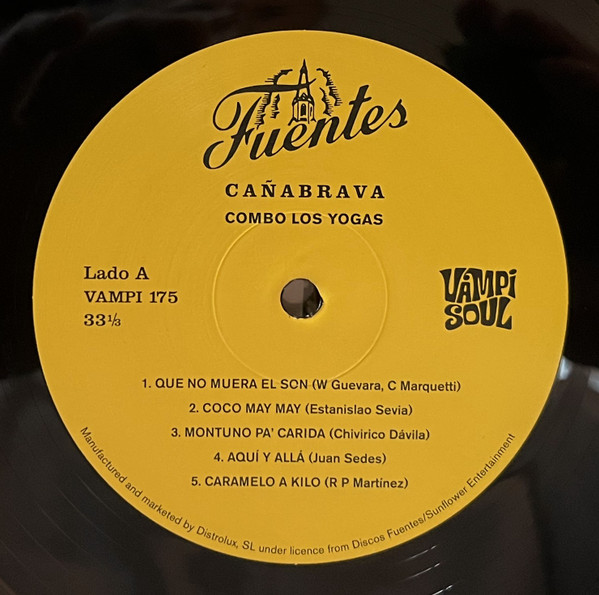 Fuentes
CAÑABRAVA
COMBO LOS YOGAS
Lado A
VAMPI 175
33⅓
VAMPI
SOUL
1. QUE NO MUERA EL SON (W Guevara, C Marquetti)
2. COCO MAY MAY (Estanislao Sevia)
3. MONTUNO PA' CARIDA (Chivirico Dávila)
4. AQUÍ Y ALLÁ (Juan Sedes)
5. CARAMELO A KILO (R P Martínez)
Manufactured and marketed by Distrolux, SL under licence from Discos Fuentes/Sunflower Entertainment